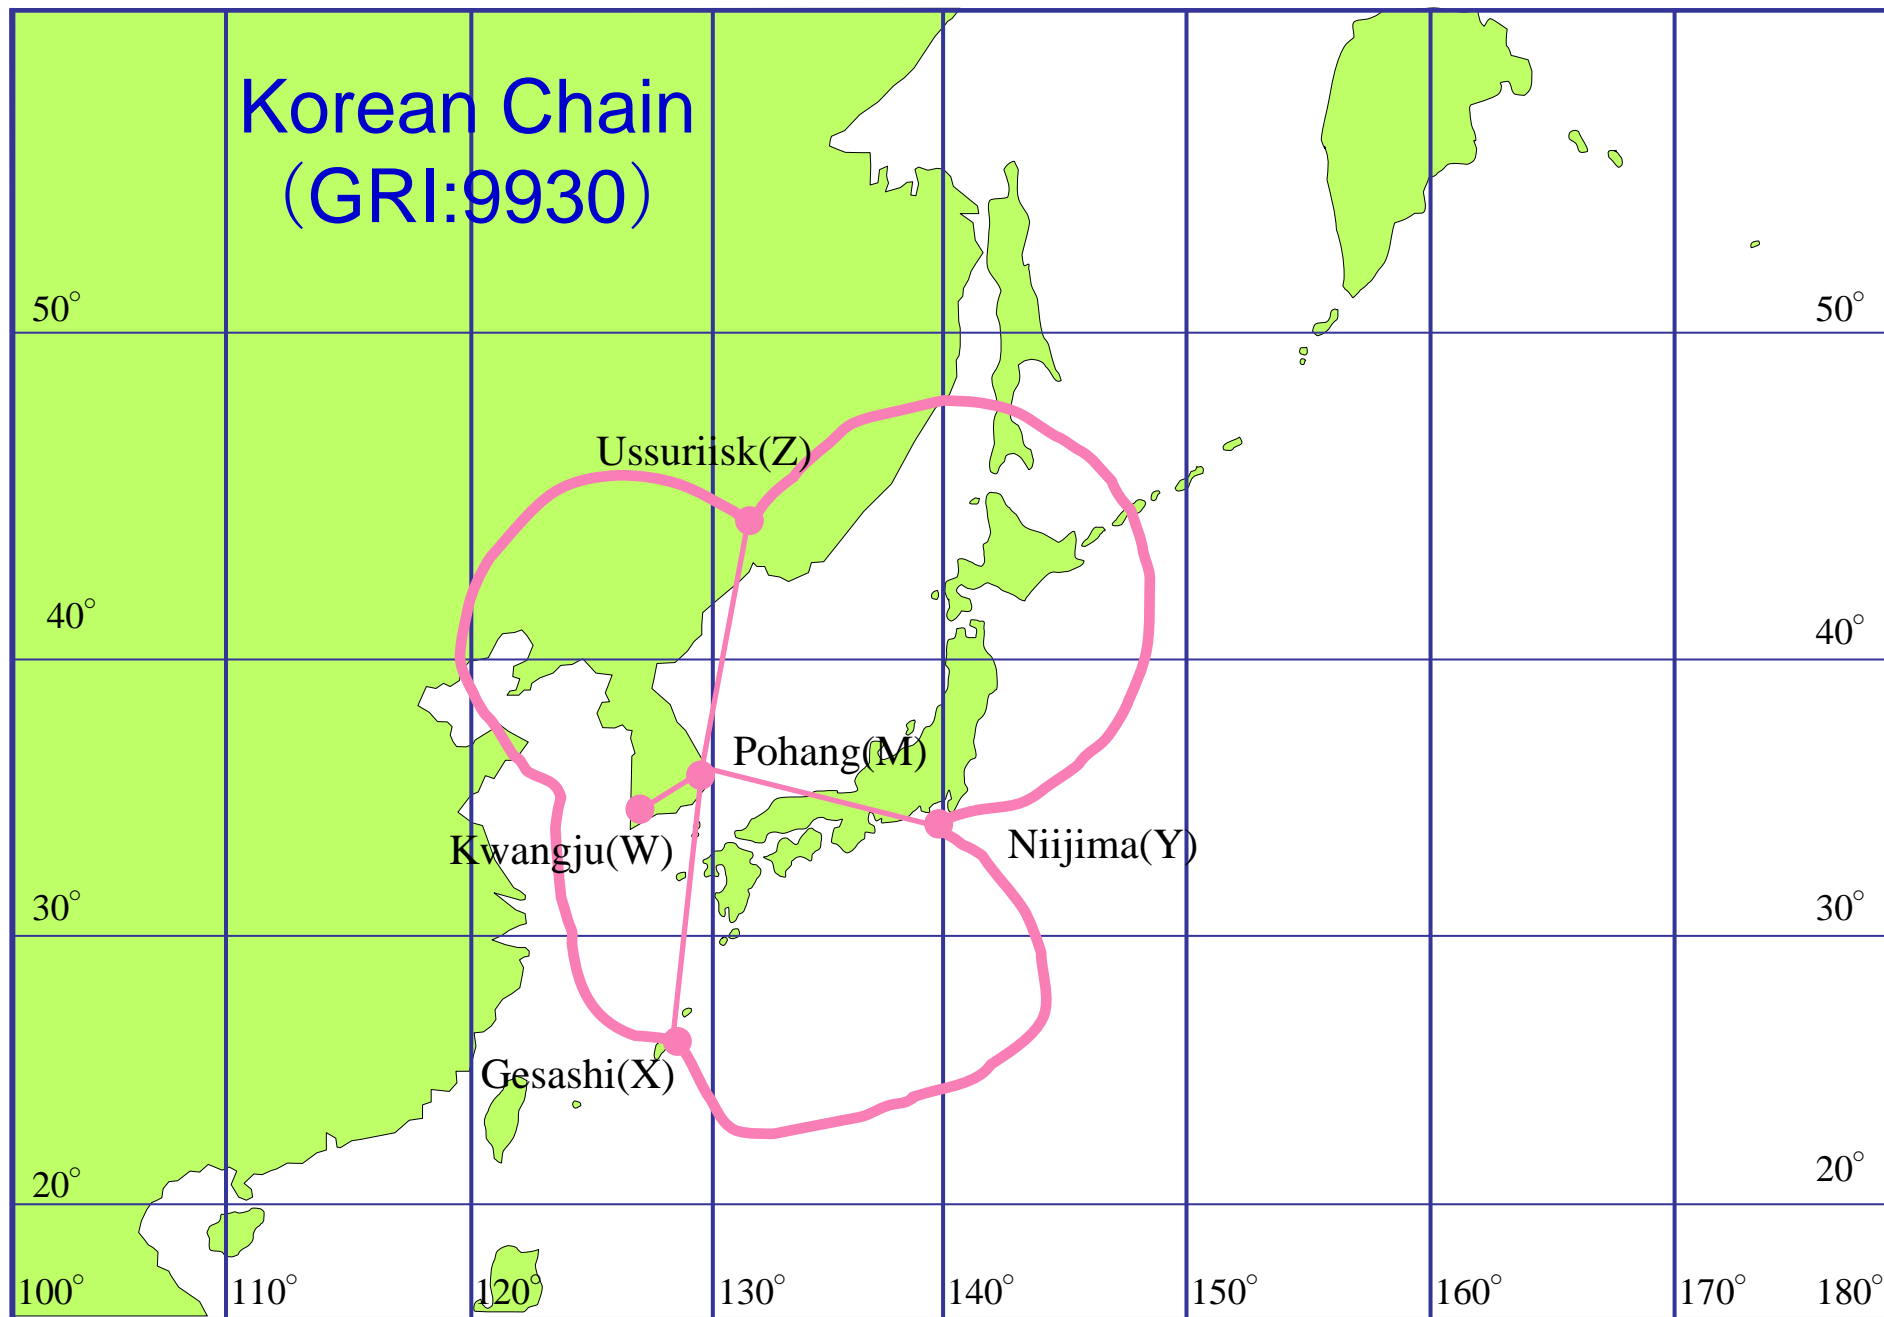 Korean Chain
（GRI:9930）
50° 50°
Ussuriisk(Z)
40° 40°
Pohang(M)
Kwangju(W) Niijima(Y)
30° 30°
Gesashi(X)
20° 20°
100° 110° 120° 130° 140° 150° 160° 170° 180°